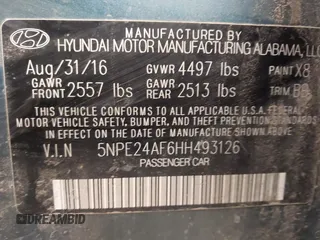 MFD BY
HYUNDAI MOTOR MANUFACTURING ALABAMA, LLC
Aug/31/16 GVWR 4497 lbs PAINT X8
GAWR FRONT 2557 lbs GAWR REAR 2513 lbs TRIM
THIS VEHICLE CONFORMS TO ALL APPLICABLE FEDERAL
MOTOR VEHICLE SAFETY, BUMPER, AND THEFT PREVENTION
STANDARDS IN EFFECT ON THE DATE OF MANUFACTURE
SHOWN ABOVE.
V.I.N 5NPE24AF6HH493126
PASSENGER CAR
DREAMBID